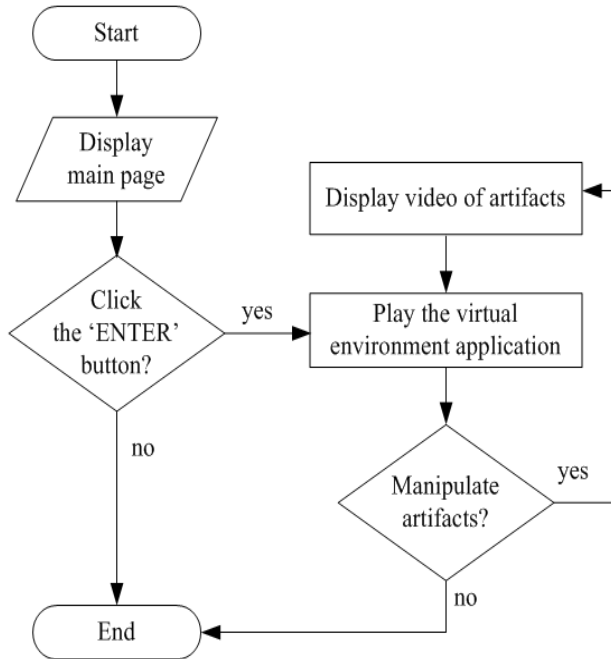 Start
Display
main page
Click
the ‘ENTER’
button?
yes
no
End
Display video of artifacts
Play the virtual
environment application
Manipulate
artifacts?
yes
no